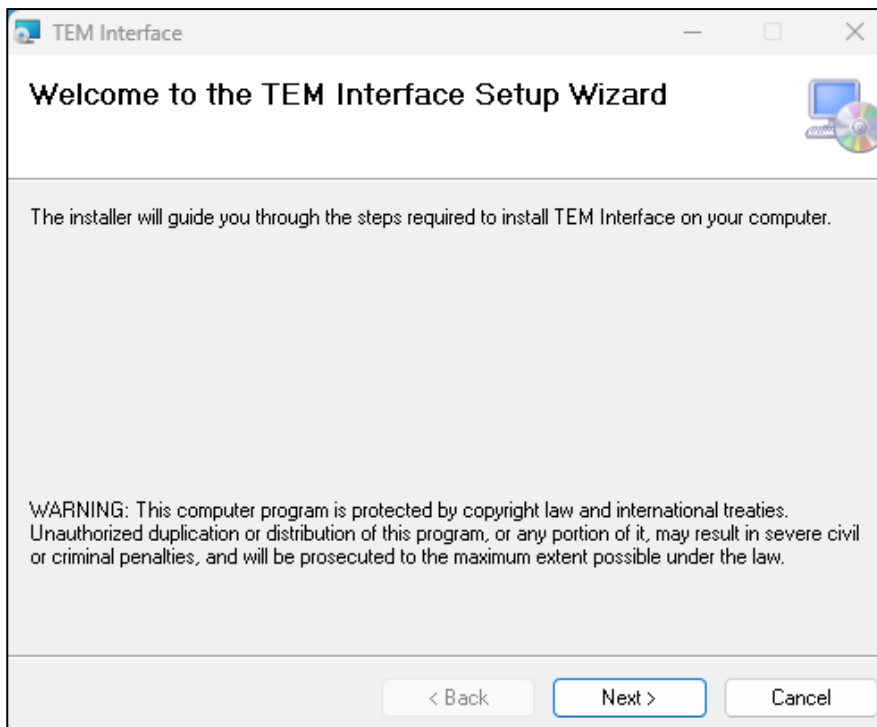 TEM Interface
Welcome to the TEM Interface Setup Wizard
The installer will guide you through the steps required to install TEM Interface on your computer.
WARNING: This computer program is protected by copyright law and international treaties.
Unauthorized duplication or distribution of this program, or any portion of it, may result in severe civil
or criminal penalties, and will be prosecuted to the maximum extent possible under the law.
< Back Next > Cancel